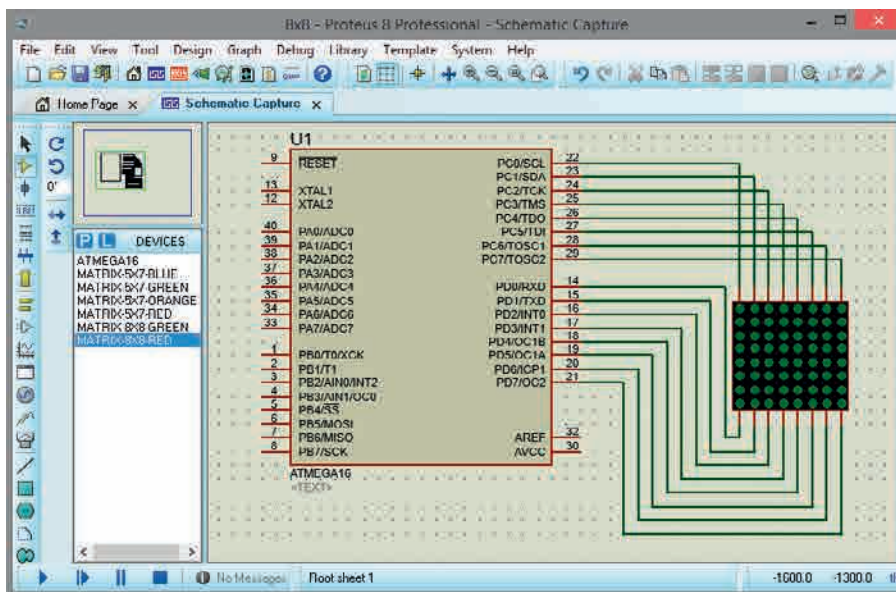 8x8 - Proteus 8 Professional - Schematic Capture
File Edit View Tool Design Graph Debug Library Template System Help
Home Page x
ISIS Schematic Capture x
0°
P L DEVICES
ATMEGA16
MATRIX-5X7-BLUE
MATRIX-5X7-GREEN
MATRIX-5X7-ORANGE
MATRIX-5X7-RED
MATRIX-8X8-GREEN
MATRIX-8X8-RED
U1
9 RESET
13 XTAL1
12 XTAL2
40 PA0/ADC0
39 PA1/ADC1
38 PA2/ADC2
37 PA3/ADC3
36 PA4/ADC4
35 PA5/ADC5
34 PA6/ADC6
33 PA7/ADC7
1 PB0/T0/XCK
2 PB1/T1
3 PB2/AIN0/INT2
4 PB3/AIN1/OC0
5 PB4/SS
6 PB5/MOSI
7 PB6/MISO
8 PB7/SCK
PC0/SCL 22
PC1/SDA 23
PC2/TCK 24
PC3/TMS 25
PC4/TDO 26
PC5/TDI 27
PC6/TOSC1 28
PC7/TOSC2 29
PD0/RXD 14
PD1/TXD 15
PD2/INT0 16
PD3/INT1 17
PD4/OC1B 18
PD5/OC1A 19
PD6/ICP1 20
PD7/OC2 21
AREF 32
AVCC 30
ATMEGA16
<TEXT>
No Messages
Root sheet 1
-1600.0 -1300.0